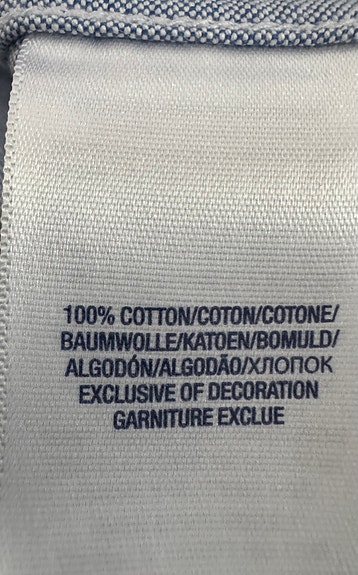 100% COTTON/COTON/COTONE/
BAUMWOLLE/KATOEN/BOMULD/
ALGODÓN/ALGODÃO/ХЛОПОК
EXCLUSIVE OF DECORATION
GARNITURE EXCLUE